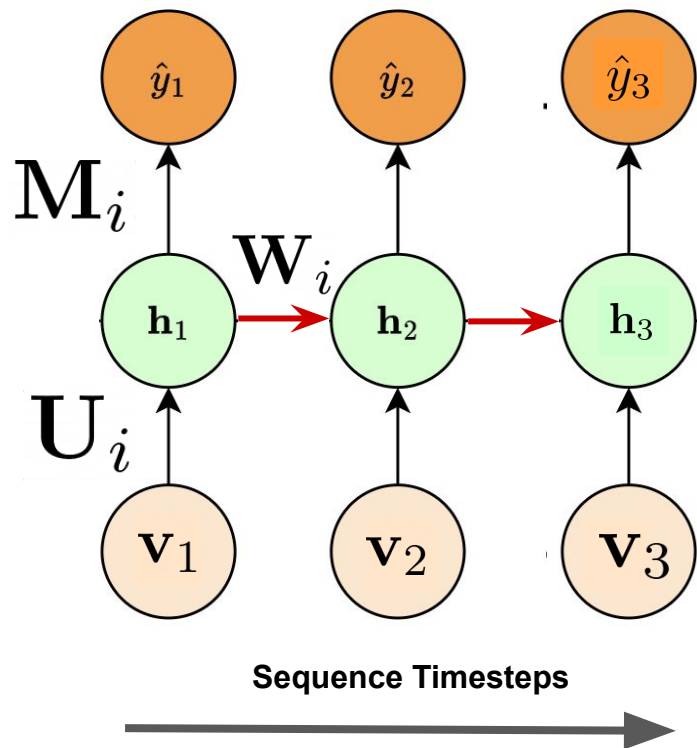 ŷ₁ ŷ₂ ŷ₃
Mᵢ
Wᵢ
h₁ h₂ h₃
Uᵢ
v₁ v₂ v₃
Sequence Timesteps